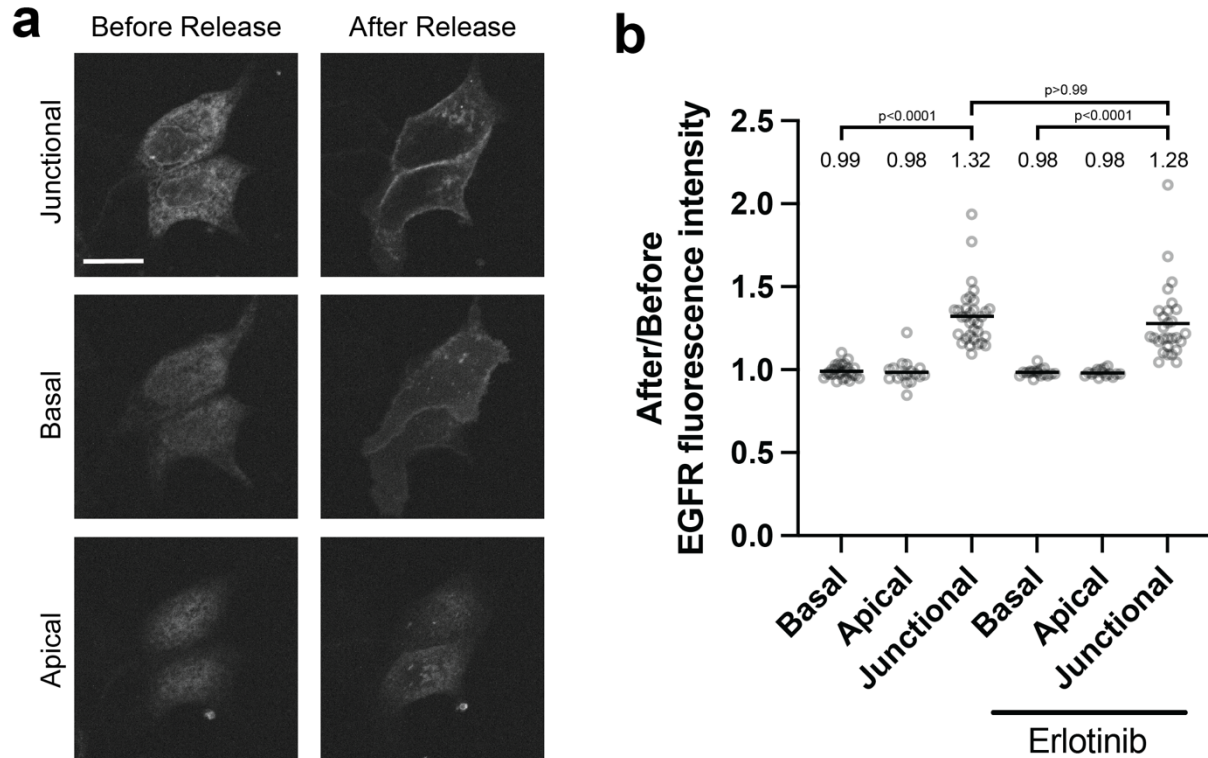 a
Before Release
After Release
Junctional
Basal
Apical
b
p>0.99
p<0.0001
p<0.0001
0.99
0.98
1.32
0.98
0.98
1.28
After/Before
EGFR fluorescence intensity
2.5
2.0
1.5
1.0
0.5
0.0
Basal
Apical
Junctional
Basal
Apical
Junctional
Erlotinib